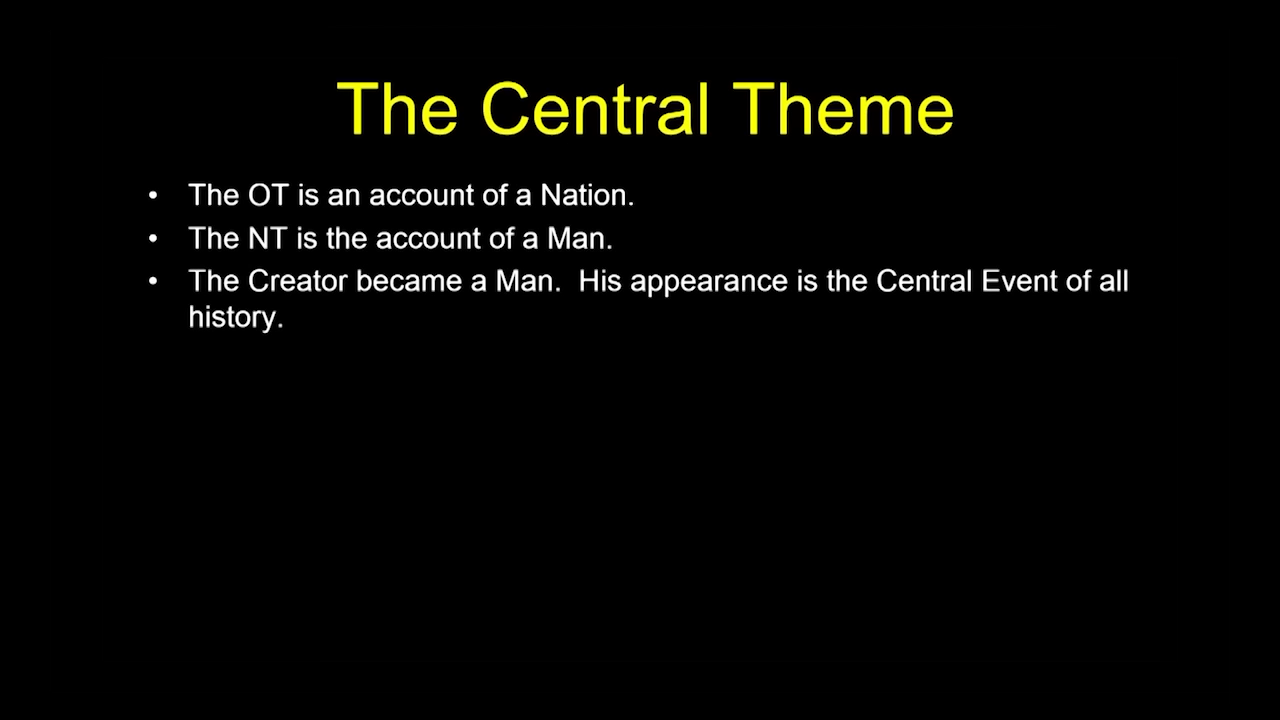 The Central Theme
• The OT is an account of a Nation.
• The NT is the account of a Man.
• The Creator became a Man.  His appearance is the Central Event of all
history.